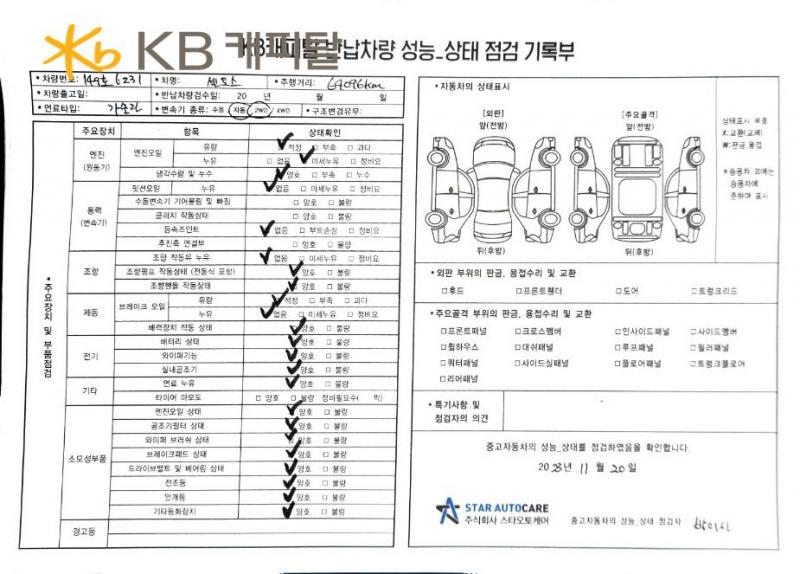 KB 캐피탈
KB캐피탈 반납차량 성능_상태 점검 기록부
• 차량번호: 149호 6231 • 차명: 셀토스 • 주행거리: 69096km
• 차량출고일: • 반납차량검수일: 20 년 월 일
• 연료타입: 가솔린 • 변속기 종류: 수동 자동 2WD /4WD • 구조변경유무:
• 주요장치 및 부품점검
주요장치 항목 상태확인
엔진 (원동기) 엔진오일 유량 ✓ 적정 □ 부족 □ 과다
누유 □ 없음 ✓ 미세누유 □ 정비요
냉각수량 및 누수 ✓ 양호 □ 부족 □ 누수
동력 (변속기) 밋션오일 누유 ✓ 없음 □ 미세누유 □ 정비요
수동변속기 기어물림 및 빠짐 □ 양호 □ 불량
클러치 작동상태 □ 양호 □ 불량
등속조인트 ✓ 없음 □ 부트손상 □ 정비요
추진축 연결부 □ 양호 □ 불량
조향 조향 작동유 누유 ✓ 없음 □ 미세누유 □ 정비요
조향펌프 작동상태 (전동식 포함) ✓ 양호 □ 불량
조향핸들 작동상태 ✓ 양호 □ 불량
제동 브레이크 오일 유량 ✓ 적정 □ 부족 □ 과다
누유 ✓ 없음 □ 미세누유 □ 정비요
배력장치 작동 상태 ✓ 양호 □ 불량
전기 배터리 상태 ✓ 양호 □ 불량
와이퍼기능 ✓ 양호 □ 불량
실내공조기 ✓ 양호 □ 불량
기타 연료 누유 ✓ 양호 □ 불량
타이어 마모도 □ 양호 □ 불량 정비필요수( 짝)
소모성부품 엔진오일 상태 ✓ 양호 □ 불량
공조기필터 상태 ✓ 양호 □ 불량
와이퍼 브러쉬 상태 ✓ 양호 □ 불량
브레이크패드 상태 ✓ 양호 □ 불량
드라이브밸트 및 베어링 상태 ✓ 양호 □ 불량
전조등 ✓ 양호 □ 불량
안개등 ✓ 양호 □ 불량
기타등화장치 ✓ 양호 □ 불량
경고등
• 자동차의 상태표시
[외판]
앞(전방)
뒤(후방)
[주요골격]
앞(전방)
뒤(후방)
상태표시 부호
X:교환(교체)
W:판금,용접
※승용차 외에는
승용차에
준하여 표시
• 외판 부위의 판금, 용접수리 및 교환
□후드 □프론트휀더 □도어 □트렁크리드
• 주요골격 부위의 판금, 용접수리 및 교환
□프론트패널 □크로스멤버 □인사이드패널 □사이드멤버
□휠하우스 □대쉬패널 □루프패널 □필러패널
□쿼터패널 □사이드실패널 □플로어패널 □트렁크플로어
□리어패널
• 특기사항 및
점검자의 의견
중고자동차의 성능_상태를 점검하였음을 확인합니다.
2023년 11월 20일
STAR AUTOCARE
주식회사 스타오토케어 중고자동차의 성능_상태 점검자